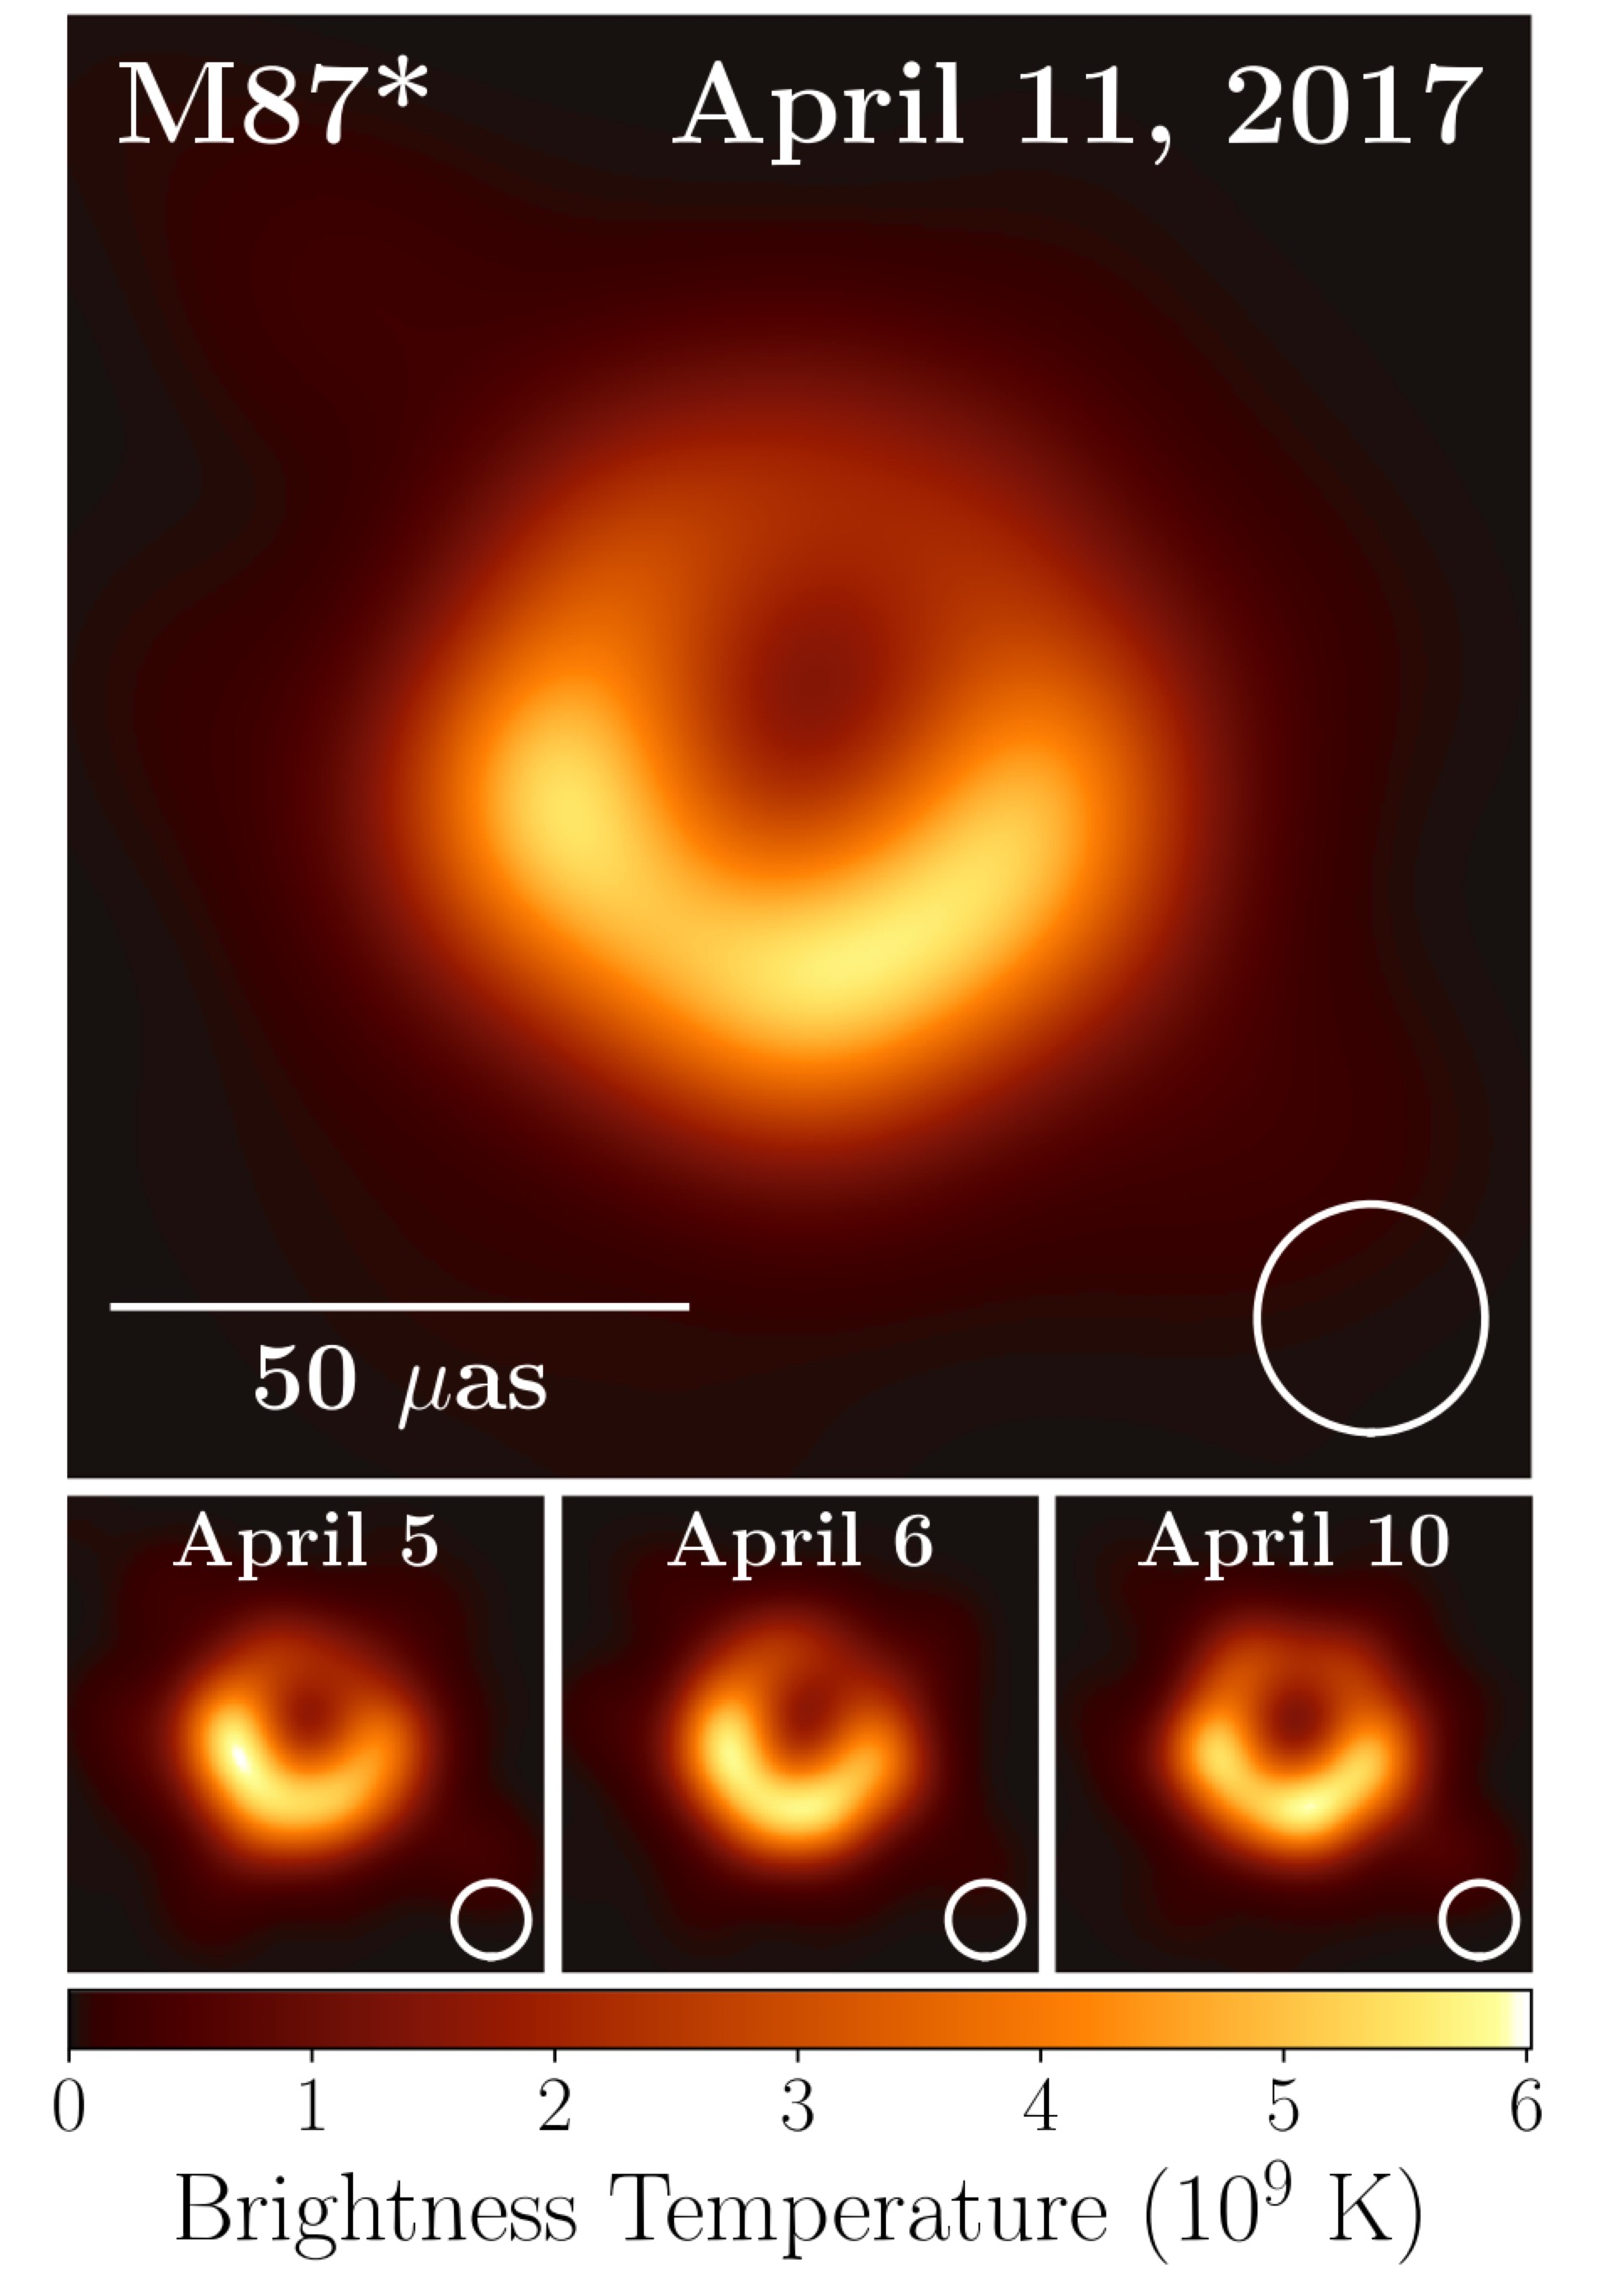 M87* April 11, 2017
50 μas
April 5 April 6 April 10
0 1 2 3 4 5 6
Brightness Temperature (10⁹ K)